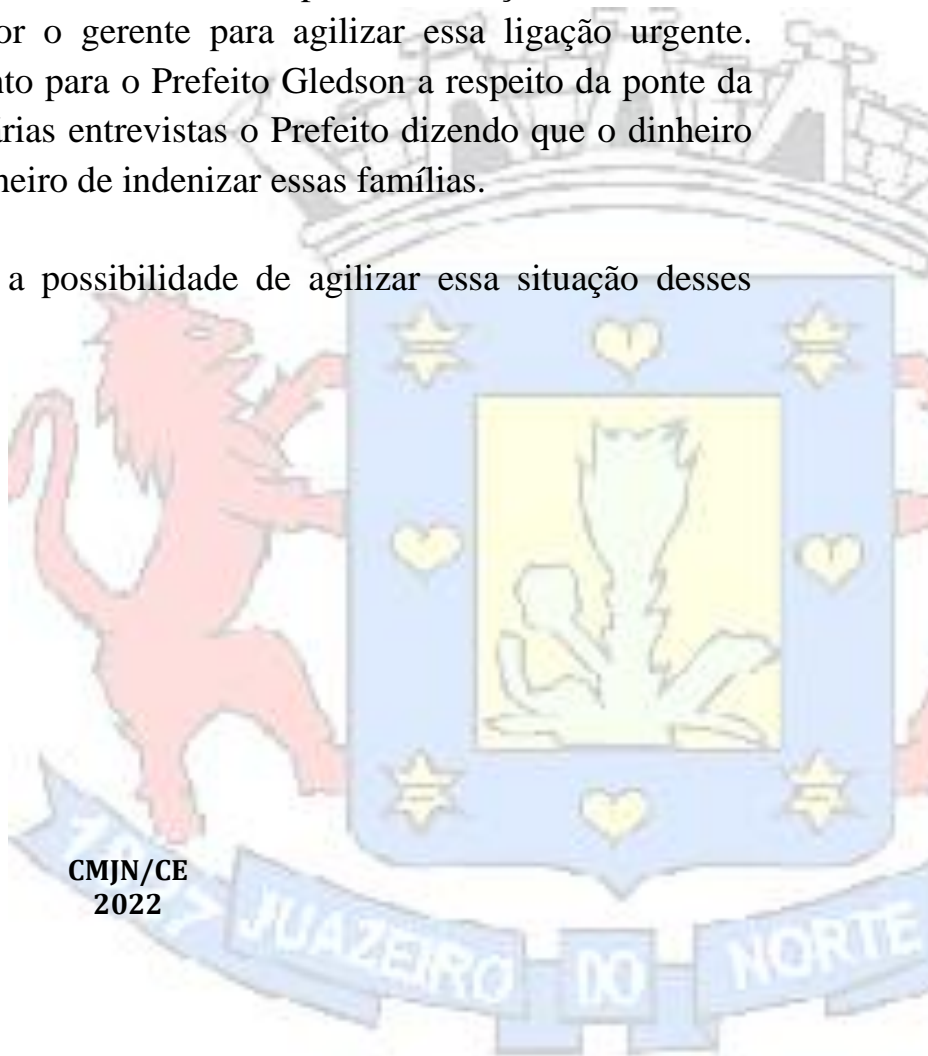 or o gerente para agilizar essa ligação urgente.
nto para o Prefeito Gledson a respeito da ponte da
árias entrevistas o Prefeito dizendo que o dinheiro
heiro de indenizar essas famílias.
a possibilidade de agilizar essa situação desses
CMJN/CE
2022
JUAZEIRO DO NORTE